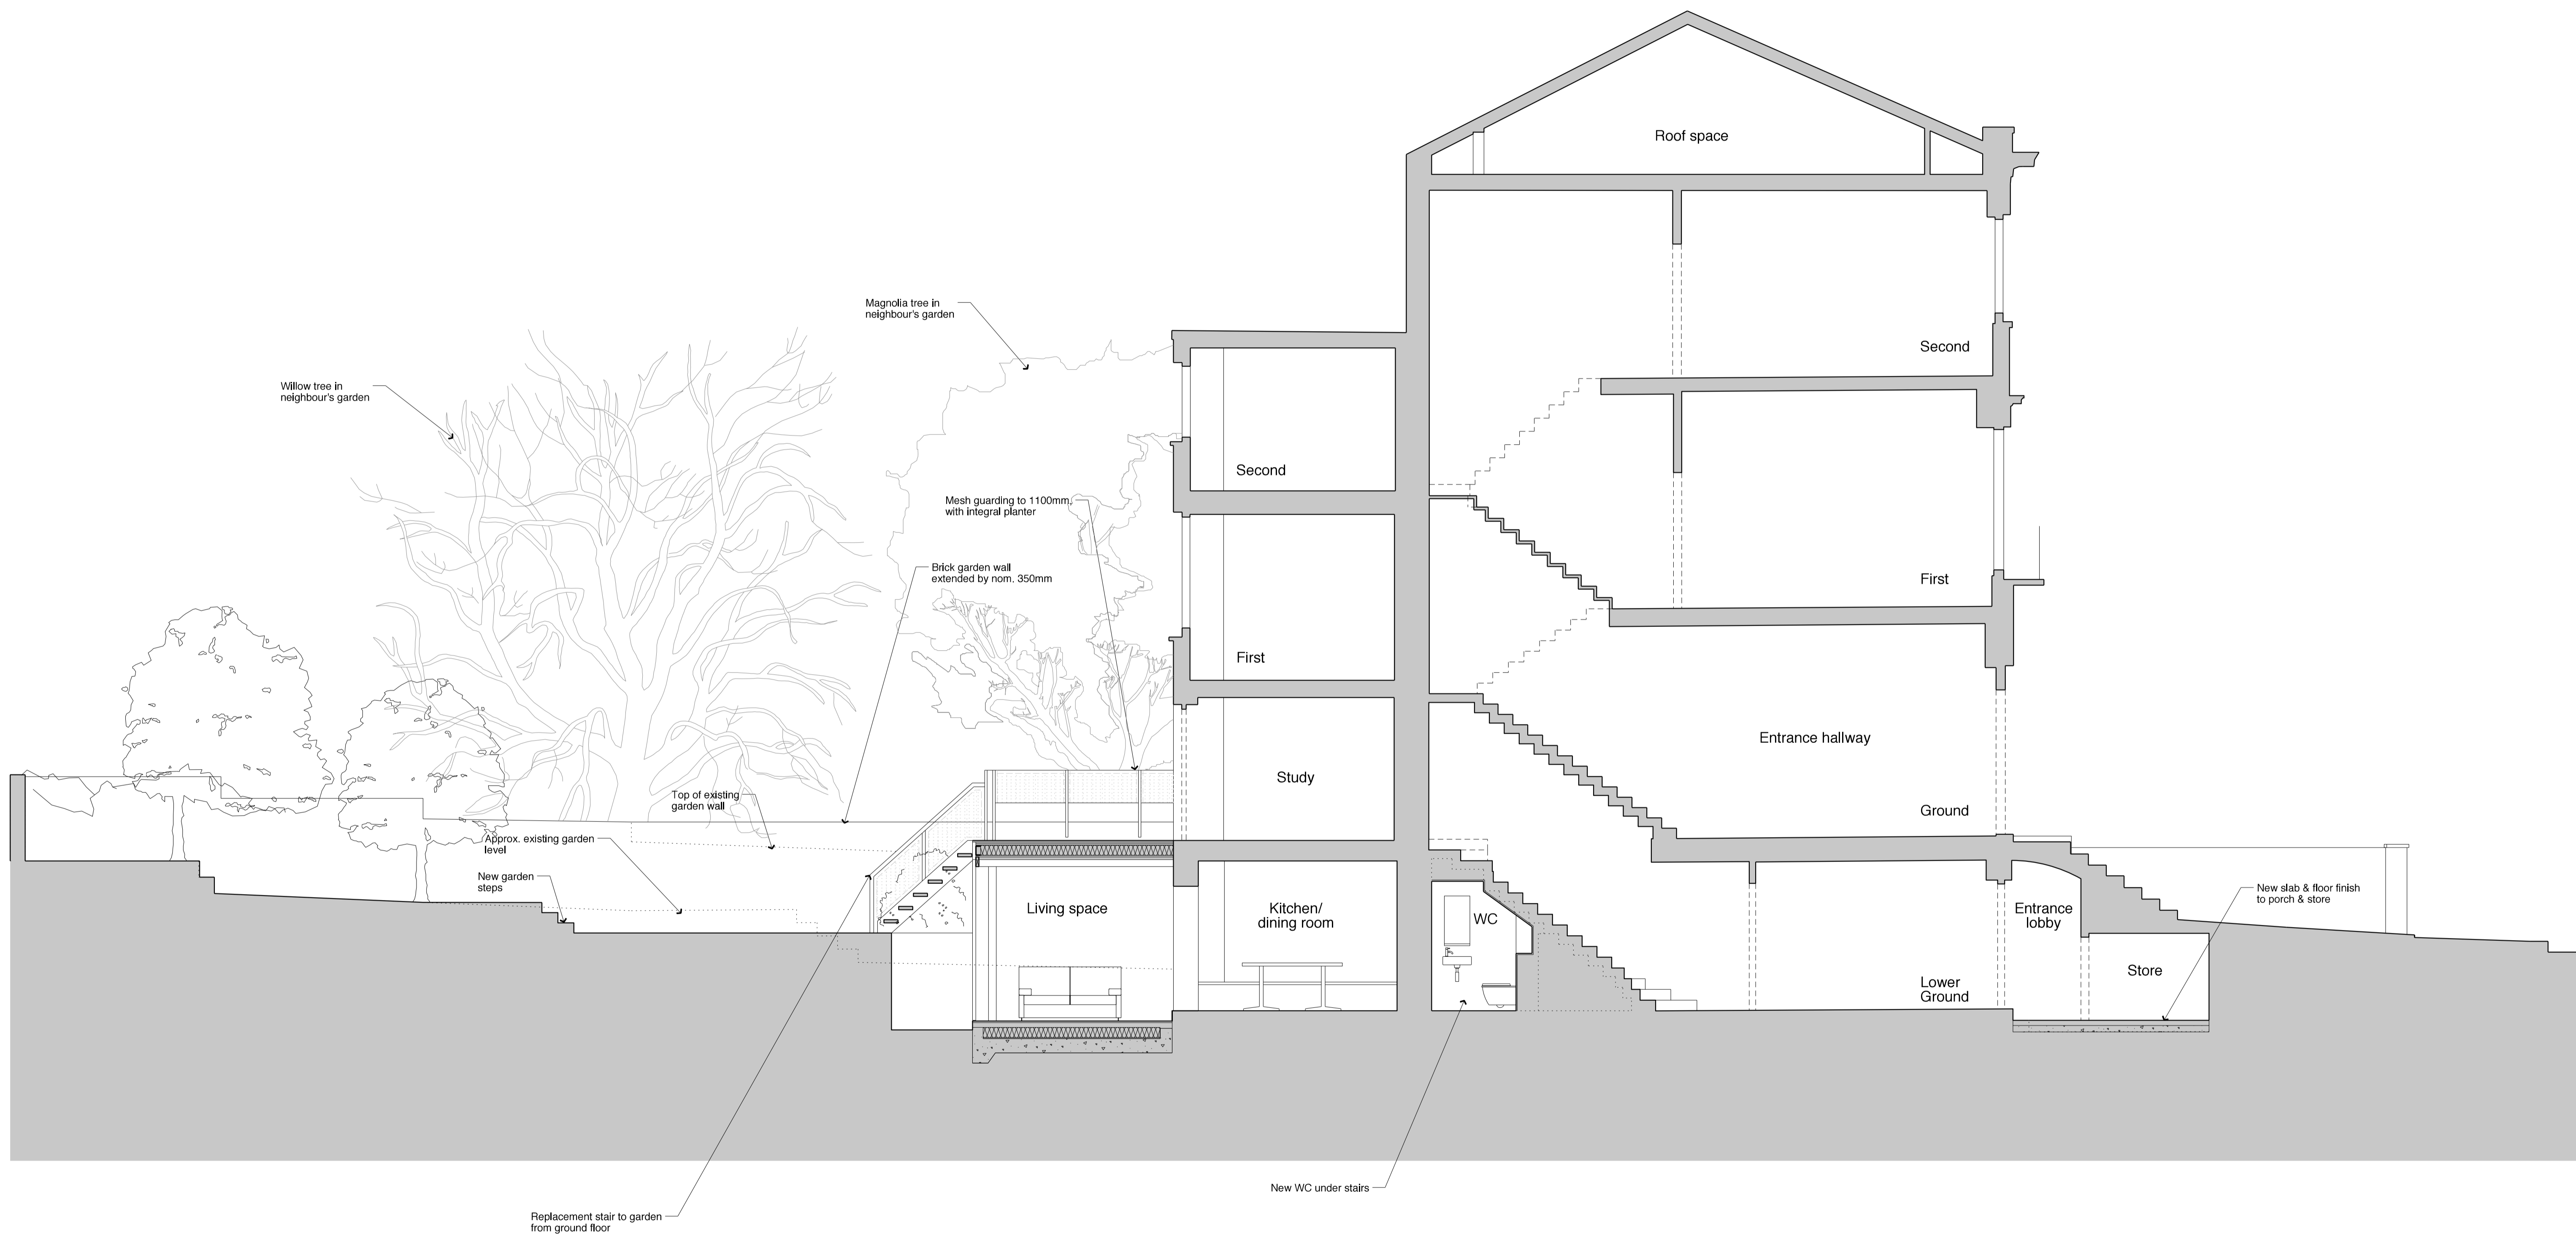 Roof space
Magnolia tree in
neighbour's garden
Second
Willow tree in
neighbour's garden
Second
Mesh guarding to 1100mm,
with integral planter
Brick garden wall
extended by nom. 350mm
First
First
Entrance hallway
Study
Top of existing
garden wall
Ground
Approx. existing garden
level
New garden
steps
Living space
Kitchen/
dining room
WC
Entrance
lobby
New slab & floor finish
to porch & store
Store
Lower
Ground
New WC under stairs
Replacement stair to garden
from ground floor